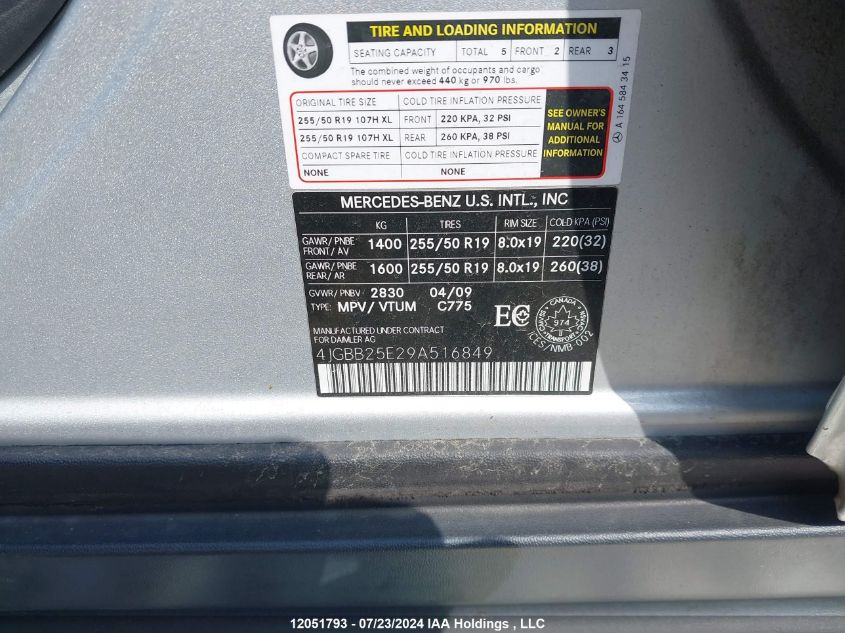 TIRE AND LOADING INFORMATION
SEATING CAPACITY TOTAL 5 FRONT 2 REAR 3
The combined weight of occupants and cargo
should never exceed 440 kg or 970 lbs.
ORIGINAL TIRE SIZE COLD TIRE INFLATION PRESSURE
255/50 R19 107H XL FRONT 220 KPA, 32 PSI
255/50 R19 107H XL REAR 260 KPA, 38 PSI
COMPACT SPARE TIRE COLD TIRE INFLATION PRESSURE
NONE NONE
SEE OWNER'S
MANUAL FOR
ADDITIONAL
INFORMATION
A 164 584 34 15
MERCEDES-BENZ U.S. INTL., INC
KG TIRES RIM SIZE COLD KPA (PSI)
GAWR/ PNBE
FRONT/ AV 1400 255/50 R19 8.0x19 220(32)
GAWR/ PNBE
REAR/ AR 1600 255/50 R19 8.0x19 260(38)
GVWR/ PNBV 2830 04/09
TYPE: MPV/ VTUM C775
MANUFACTURED UNDER CONTRACT
FOR DAIMLER AG
EC
CANADA
974
TRANSPORT
ICES/NMB-002
4JGBB25E29A516849
12051793 - 07/23/2024 IAA Holdings , LLC